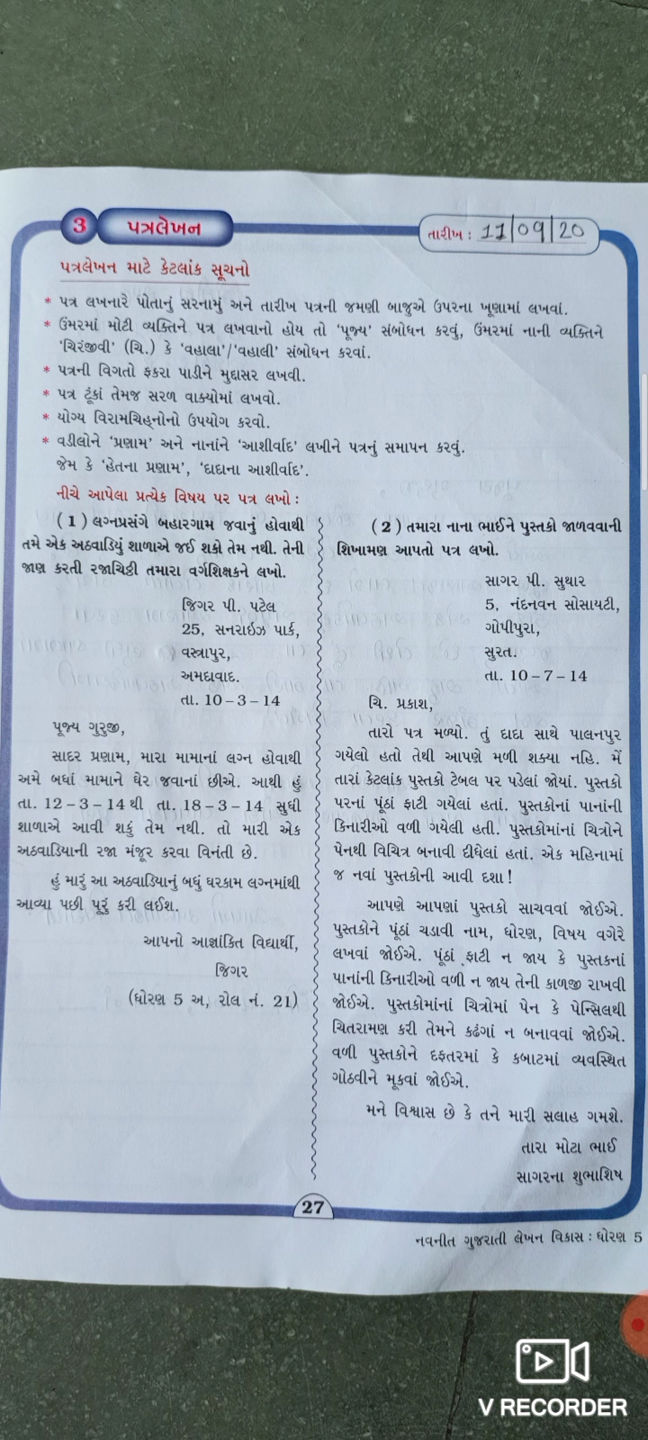 3 પત્રલેખન
તારીખ : 11/09/20
પત્રલેખન માટે કેટલાંક સૂચનો
* પત્ર લખનારે પોતાનું સરનામું અને તારીખ પત્રની જમણી બાજુએ ઉપરના ખૂણામાં લખવાં.
* ઉંમરમાં મોટી વ્યક્તિને પત્ર લખવાનો હોય તો ‘પૂજ્ય’ સંબોધન કરવું, ઉંમરમાં નાની વ્યક્તિને
‘ચિરંજીવી’ (ચિ.) કે ‘વહાલા’/‘વહાલી’ સંબોધન કરવાં.
* પત્રની વિગતો ફકરા પાડીને મુદ્દાસર લખવી.
* પત્ર ટૂંકાં તેમજ સરળ વાક્યોમાં લખવો.
* યોગ્ય વિરામચિહ્નોનો ઉપયોગ કરવો.
* વડીલોને ‘પ્રણામ’ અને નાનાંને ‘આશીર્વાદ’ લખીને પત્રનું સમાપન કરવું.
જેમ કે ‘હેતના પ્રણામ’, ‘દાદાના આશીર્વાદ’.
નીચે આપેલા પ્રત્યેક વિષય પર પત્ર લખો :
(1) લગ્નપ્રસંગે બહારગામ જવાનું હોવાથી
તમે એક અઠવાડિયું શાળાએ જઈ શકો તેમ નથી. તેની
જાણ કરતી રજાચિઠ્ઠી તમારા વર્ગશિક્ષકને લખો.
જિગર પી. પટેલ
25, સનરાઇઝ પાર્ક,
વસ્ત્રાપુર,
અમદાવાદ.
તા. 10-3-14
પૂજ્ય ગુરુજી,
સાદર પ્રણામ, મારા મામાનાં લગ્ન હોવાથી
અમે બધાં મામાને ઘેર જવાનાં છીએ. આથી હું
તા. 12-3-14 થી તા. 18-3-14 સુધી
શાળાએ આવી શકું તેમ નથી. તો મારી એક
અઠવાડિયાની રજા મંજૂર કરવા વિનંતી છે.
હું મારું આ અઠવાડિયાનું બધું ઘરકામ લગ્નમાંથી
આવ્યા પછી પૂરું કરી લઈશ.
આપનો આજ્ઞાંકિત વિદ્યાર્થી,
જિગર
(ધોરણ 5 અ, રોલ નં. 21)
(2) તમારા નાના ભાઈને પુસ્તકો જાળવવાની
શિખામણ આપતો પત્ર લખો.
સાગર પી. સુથાર
5, નંદનવન સોસાયટી,
ગોપીપુરા,
સુરત.
તા. 10-7-14
ચિ. પ્રકાશ,
તારો પત્ર મળ્યો. તું દાદા સાથે પાલનપુર
ગયેલો હતો તેથી આપણે મળી શક્યા નહિ. મેં
તારાં કેટલાંક પુસ્તકો ટેબલ પર પડેલાં જોયાં. પુસ્તકો
પરનાં પૂંઠાં ફાટી ગયેલાં હતાં. પુસ્તકોનાં પાનાંની
કિનારીઓ વળી ગયેલી હતી. પુસ્તકોમાંનાં ચિત્રોને
પેનથી વિચિત્ર બનાવી દીધેલાં હતાં. એક મહિનામાં
જ નવાં પુસ્તકોની આવી દશા!
આપણે આપણાં પુસ્તકો સાચવવાં જોઈએ.
પુસ્તકોને પૂંઠાં ચડાવી નામ, ધોરણ, વિષય વગેરે
લખવાં જોઈએ. પૂંઠાં ફાટી ન જાય કે પુસ્તકનાં
પાનાંની કિનારીઓ વળી ન જાય તેની કાળજી રાખવી
જોઈએ. પુસ્તકોમાંનાં ચિત્રોમાં પેન કે પેન્સિલથી
ચિતરામણ કરી તેમને કઢંગાં ન બનાવવાં જોઈએ.
વળી પુસ્તકોને દફતરમાં કે કબાટમાં વ્યવસ્થિત
ગોઠવીને મૂકવાં જોઈએ.
મને વિશ્વાસ છે કે તને મારી સલાહ ગમશે.
તારા મોટા ભાઈ
સાગરના શુભાશિષ
27
નવનીત ગુજરાતી લેખન વિકાસ : ધોરણ 5
V RECORDER